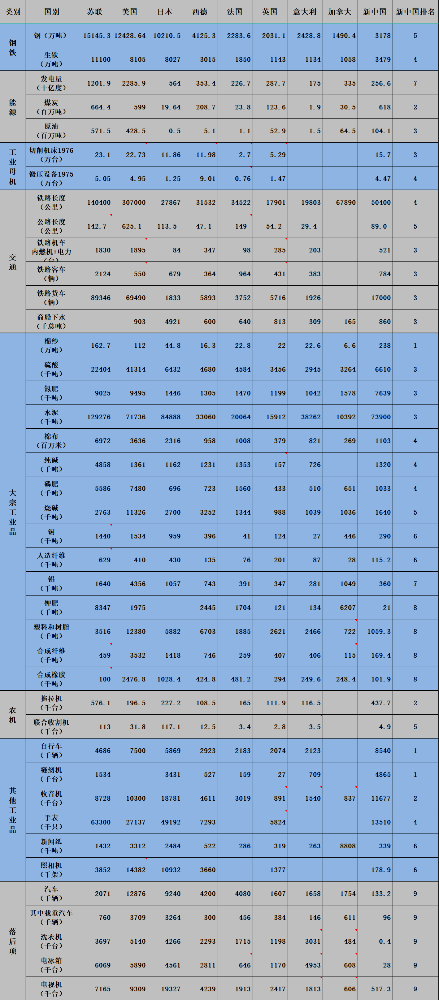 类别 国别 苏联 美国 日本 西德 法国 英国 意大利 加拿大 新中国 新中国排名
钢铁
钢（万吨） 15145.3 12428.64 10210.5 4125.3 2283.6 2031.1 2428.8 1490.4 3178 5
生铁
（万吨） 11100 8105 8027 3015 1850 1143 1134 1058 3479 4
能源
发电量
（十亿度） 1201.9 2285.9 564 353.4 226.7 287.7 175 335 256.6 7
煤炭
（百万吨） 664.4 599 19.64 208.7 23.8 123.6 1.9 30.5 618 2
原油
（百万吨） 571.5 428.5 0.5 5.1 1.1 52.9 1.5 64.5 104.1 3
工业母机
切削机床1976
（万台） 23.1 22.73 11.86 11.98 2.7 5.29 15.7 3
锻压设备1975
（万台） 5.05 4.95 1.25 9.01 0.76 1.47 4.47 4
交通
铁路长度
（公里） 140400 307000 27867 31532 34522 17901 19803 67890 50400 4
公路长度
（公里） 142.7 625.1 113.5 47.1 149 54.2 29.4 89.0 5
铁路机车
内燃机+电力
（台） 1830 1895 84 347 98 285 203 521 3
铁路客车
（辆） 2124 550 679 364 964 431 383 784 3
铁路货车
（辆） 89346 69490 1833 5893 3752 5716 1926 17000 3
商船下水
（千总吨） 903 4921 600 640 813 309 165 860 3
大宗工业品
棉纱
（万吨） 162.7 112 44.8 16.3 22.8 22 22.6 6.6 238 1
硫酸
（千吨） 22404 41314 6432 4680 4584 3456 2945 3264 6610 3
氮肥
（千吨） 9025 9495 1446 1305 1470 1199 1042 1578 7639 3
水泥
（千吨） 129276 71736 84888 33060 20064 15912 38262 10392 73900 3
棉布
（百万米） 6972 3636 2316 958 1008 379 821 269 1103 4
纯碱
（千吨） 4858 1361 1162 1231 1353 157 726 1320 4
磷肥
（千吨） 5586 7480 696 723 1560 433 510 651 1033 4
烧碱
（千吨） 2763 11326 2700 3252 1344 988 1039 1036 1640 5
铜
（千吨） 1440 1534 959 396 41 124 27 446 290 6
人造纤维
（千吨） 629 410 430 135 76 201 87 28 115.2 6
铝
（千吨） 1640 4356 1057 743 391 347 281 1049 360 7
钾肥
（千吨） 8347 1975 2445 1704 121 134 6207 21 8
塑料和树脂
（千吨） 3516 12380 5882 6703 1885 2621 2466 722 1059.3 8
合成纤维
（千吨） 459 3532 1418 746 259 407 406 115 169.4 8
合成橡胶
（千吨） 100 2476.8 1028.4 424.8 481.2 294 249.6 248.4 101.9 8
农机
拖拉机
（千台） 576.1 196.5 227.2 108.5 165 111.9 116.5 437.7 2
联合收割机
（千台） 113 31.8 117.1 12.5 3.4 2.8 3.5 4.9 5
其他工业品
自行车
（千辆） 4686 7500 5869 2923 2183 2074 2123 8540 1
缝纫机
（千台） 1534 3431 527 159 27 709 4865 1
收音机
（千台） 8728 10300 18781 4611 3019 891 1540 837 11677 2
手表
（千只） 63300 27137 49192 7293 5824 13510 4
新闻纸
（千吨） 1432 3312 2484 522 286 319 263 8808 339 6
照相机
（千架） 3852 14382 10932 3660 1377 178.9 6
落后项
汽车
（千辆） 2071 12876 9240 4200 4080 1607 1658 1754 133.2 9
其中载重汽车
（千辆） 760 3709 3264 300 456 384 146 611 96 9
洗衣机
（千台） 3697 5140 4266 2293 1715 1198 3031 484 0.4 9
电冰箱
（千台） 6069 5890 4561 2811 646 1170 4953 608 28 9
电视机
（千台） 7165 9309 19327 4239 1913 2417 1813 606 517.3 9